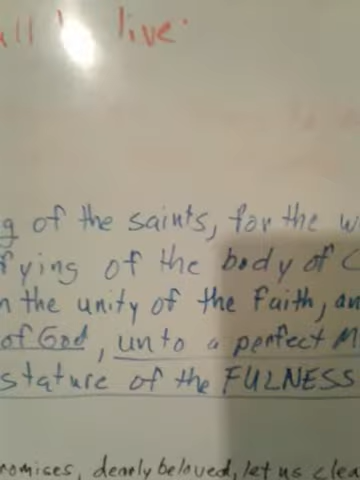 all live.
g of the saints, for the w
fying of the body of C
n the unity of the faith, an
of God, unto a perfect M
stature of the FULNESS
romises, dearly beloved, let us clea